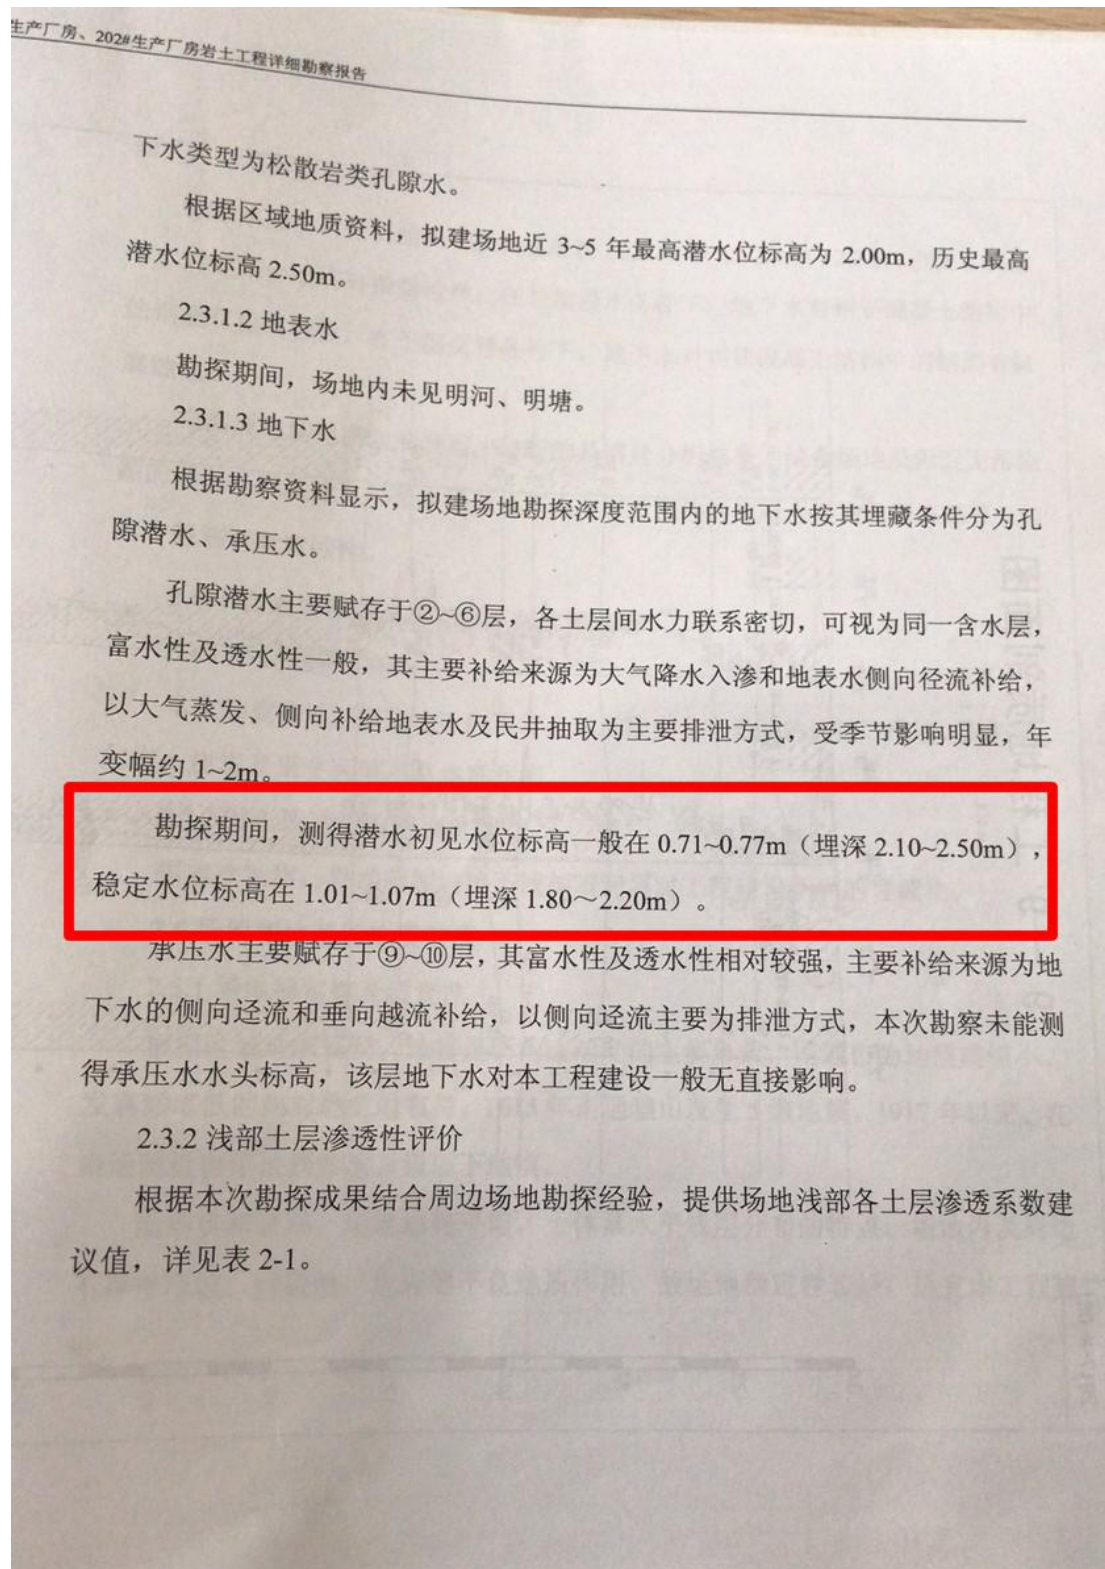 生产厂房、202#生产厂房岩土工程详细勘察报告
下水类型为松散岩类孔隙水。
根据区域地质资料，拟建场地近 3~5 年最高潜水位标高为 2.00m，历史最高
潜水位标高 2.50m。
2.3.1.2 地表水
勘探期间，场地内未见明河、明塘。
2.3.1.3 地下水
根据勘察资料显示，拟建场地勘探深度范围内的地下水按其埋藏条件分为孔
隙潜水、承压水。
孔隙潜水主要赋存于②~⑥层，各土层间水力联系密切，可视为同一含水层，
富水性及透水性一般，其主要补给来源为大气降水入渗和地表水侧向径流补给，
以大气蒸发、侧向补给地表水及民井抽取为主要排泄方式，受季节影响明显，年
变幅约 1~2m。
勘探期间，测得潜水初见水位标高一般在 0.71~0.77m（埋深 2.10~2.50m），
稳定水位标高在 1.01~1.07m（埋深 1.80～2.20m）。
承压水主要赋存于⑨~⑩层，其富水性及透水性相对较强，主要补给来源为地
下水的侧向迳流和垂向越流补给，以侧向迳流主要为排泄方式，本次勘察未能测
得承压水水头标高，该层地下水对本工程建设一般无直接影响。
2.3.2 浅部土层渗透性评价
根据本次勘探成果结合周边场地勘探经验，提供场地浅部各土层渗透系数建
议值，详见表 2-1。